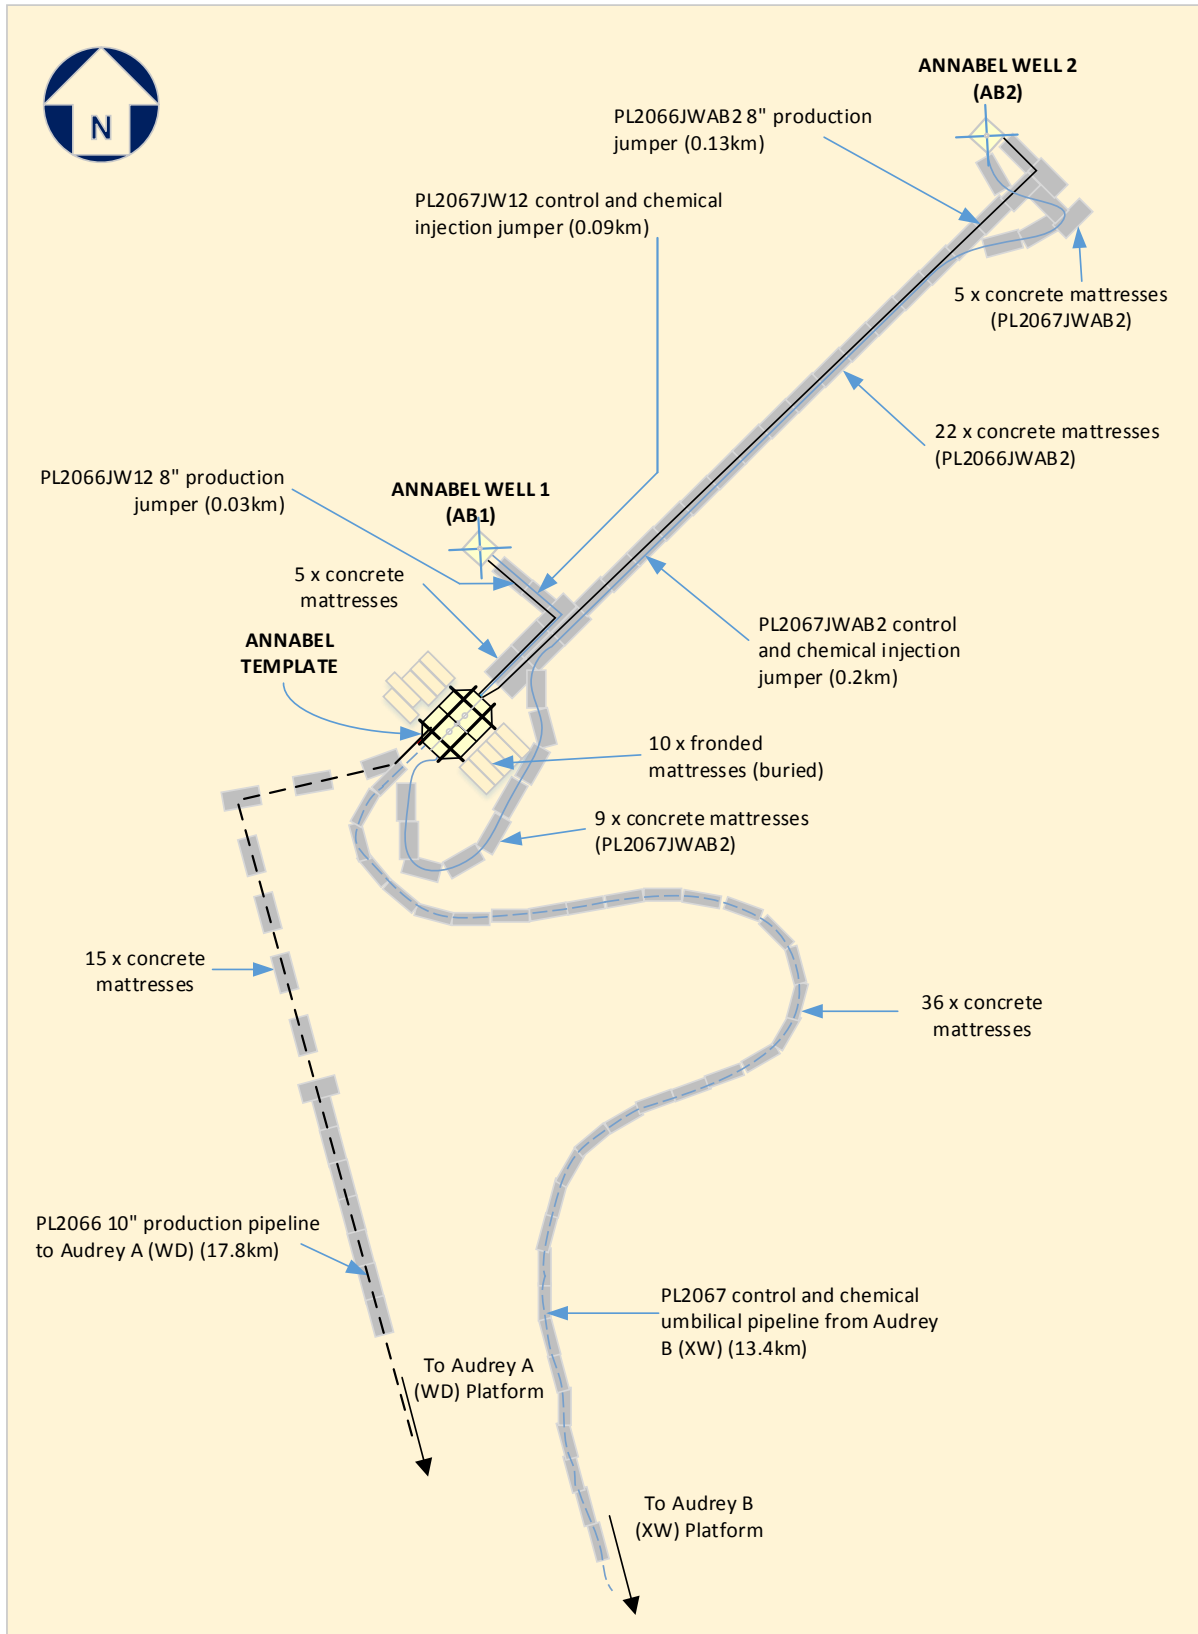 N
ANNABEL WELL 2
(AB2)
PL2066JWAB2 8" production
jumper (0.13km)
PL2067JW12 control and chemical
injection jumper (0.09km)
5 x concrete mattresses
(PL2067JWAB2)
22 x concrete mattresses
(PL2066JWAB2)
PL2066JW12 8" production
jumper (0.03km)
ANNABEL WELL 1
(AB1)
5 x concrete
mattresses
ANNABEL
TEMPLATE
PL2067JWAB2 control
and chemical injection
jumper (0.2km)
10 x fronded
mattresses (buried)
9 x concrete mattresses
(PL2067JWAB2)
15 x concrete
mattresses
36 x concrete
mattresses
PL2066 10" production pipeline
to Audrey A (WD) (17.8km)
PL2067 control and chemical
umbilical pipeline from Audrey
B (XW) (13.4km)
To Audrey A
(WD) Platform
To Audrey B
(XW) Platform